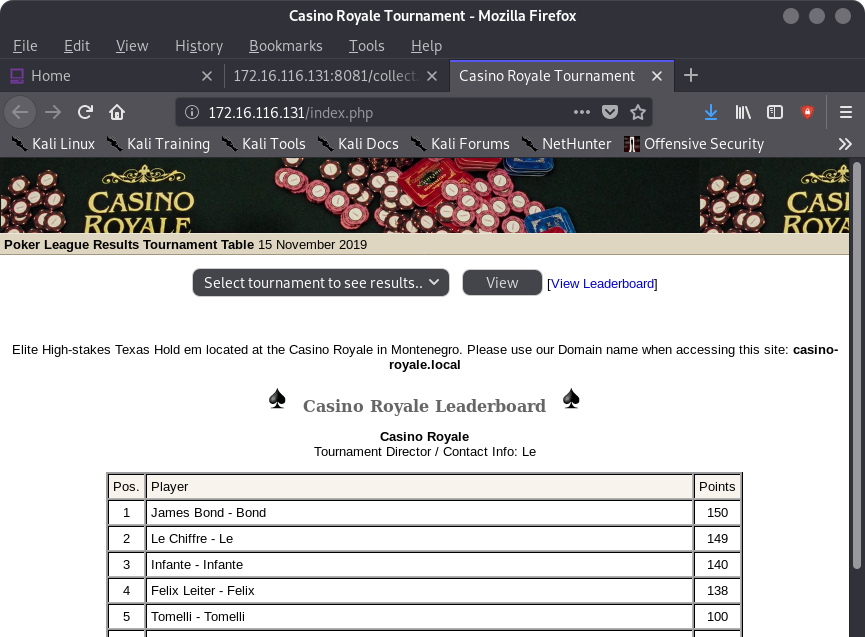 Casino Royale Tournament - Mozilla Firefox
File Edit View History Bookmarks Tools Help
Home 172.16.116.131:8081/collect Casino Royale Tournament
172.16.116.131/index.php
Kali Linux Kali Training Kali Tools Kali Docs Kali Forums NetHunter Offensive Security
CASINO ROYALE
Poker League Results Tournament Table 15 November 2019
Select tournament to see results.. View [View Leaderboard]
Elite High-stakes Texas Hold em located at the Casino Royale in Montenegro. Please use our Domain name when accessing this site: casino-
royale.local
Casino Royale Leaderboard
Casino Royale
Tournament Director / Contact Info: Le
Pos. Player Points
1 James Bond - Bond 150
2 Le Chiffre - Le 149
3 Infante - Infante 140
4 Felix Leiter - Felix 138
5 Tomelli - Tomelli 100